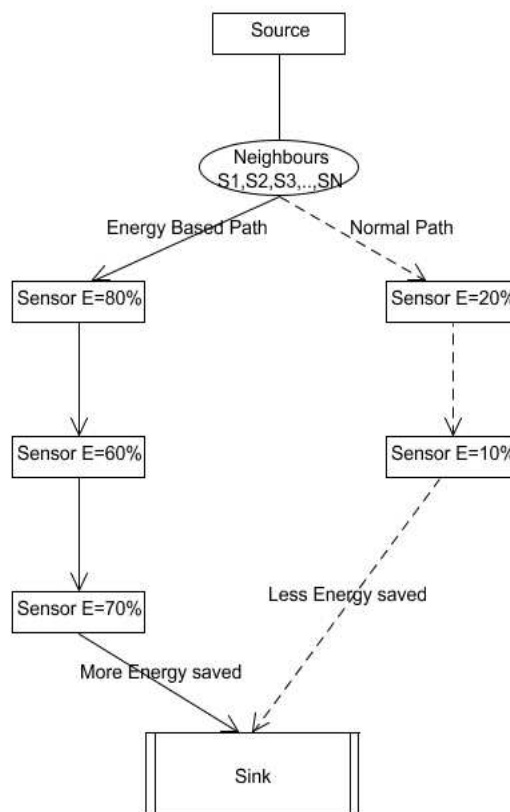 Source
Neighbours
S1,S2,S3,..,SN
Energy Based Path
Normal Path
Sensor E=80%
Sensor E=20%
Sensor E=60%
Sensor E=10%
Sensor E=70%
Less Energy saved
More Energy saved
Sink